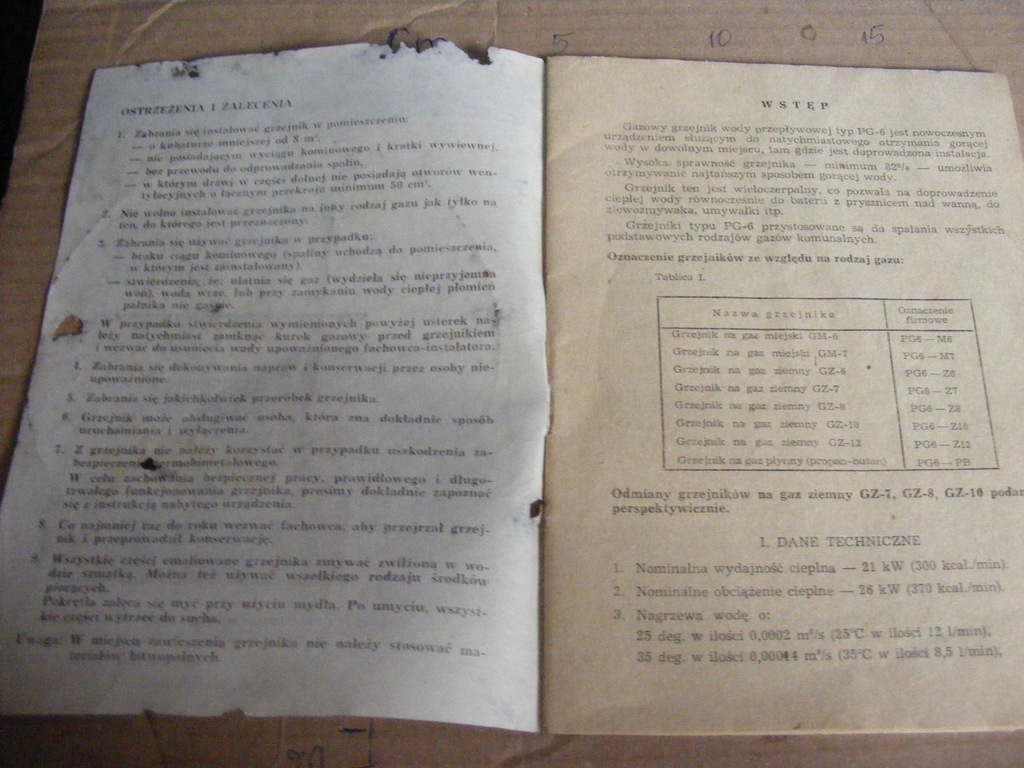 5 10 15
OSTRZEŻENIA I ZALECENIA
1. Zabrania się instalować grzejnik w pomieszczeniu:
— o kubaturze mniejszej od 8 m³,
— nie posiadającym wyciągu kominowego i kratki wywiewnej,
— bez przewodu do odprowadzania spalin,
— w którym drzwi w części dolnej nie posiadają otworów wen-
tylacyjnych o łącznym przekroju minimum 50 cm².
2. Nie wolno instalować grzejnika na inny rodzaj gazu jak tylko na
ten, do którego jest przeznaczony.
3. Zabrania się używać grzejnika w przypadku:
— braku ciągu kominowego (spaliny uchodzą do pomieszczenia,
w którym jest zainstalowany)
— stwierdzenia, że: ulatnia się gaz (wydziela się nieprzyjemna
woń), woda wrze, lub przy zamykaniu wody ciepłej płomień
palnika nie gaśnie.
W przypadku stwierdzenia wymienionych powyżej usterek na-
leży natychmiast zamknąć kurek gazowy przed grzejnikiem
i wezwać do usunięcia wady upoważnionego fachowca-instalatora.
4. Zabrania się dokonywania napraw i konserwacji przez osoby nie-
upoważnione.
5. Zabrania się jakichkolwiek przeróbek grzejnika.
6. Grzejnik może obsługiwać osoba, która zna dokładnie sposób
uruchamiania i wyłączenia.
7. Z grzejnika nie należy korzystać w przypadku uszkodzenia za-
bezpieczenia termobimetalowego.
W celu zachowania bezpiecznej pracy, prawidłowego i długo-
trwałego funkcjonowania grzejnika, prosimy dokładnie zapoznać
się z instrukcją nabytego urządzenia.
8. Co najmniej raz do roku wezwać fachowca, aby przejrzał grzej-
nik i przeprowadził konserwację.
9. Wszystkie części emaliowane grzejnika zmywać zwilżoną w wo-
dzie szmatką. Można też używać wszelkiego rodzaju środków
piorących.
Pokrętła zaleca się myć przy użyciu mydła. Po umyciu, wszyst-
kie części wytrzeć do sucha.
Uwaga: W miejscu zawieszenia grzejnika nie należy stosować ma-
teriałów łatwopalnych.
WSTĘP
Gazowy grzejnik wody przepływowej typ PG-6 jest nowoczesnym
urządzeniem służącym do natychmiastowego otrzymania gorącej
wody w dowolnym miejscu, tam gdzie jest doprowadzona instalacja.
Wysoka sprawność grzejnika — minimum 82% — umożliwia
otrzymywanie najtańszym sposobem gorącej wody.
Grzejnik ten jest wieloczerpalny, co pozwala na doprowadzenie
ciepłej wody równocześnie do baterii z prysznicem nad wanną, do
zlewozmywaka, umywalki itp.
Grzejniki typu PG-6 przystosowane są do spalania wszystkich
podstawowych rodzajów gazów komunalnych.
Oznaczenie grzejaików ze względu na rodzaj gazu:
Tablica I.
Nazwa grzejnika Oznaczenie
firmowe
Grzejnik na gaz miejski GM-6 PG6 — M6
Grzejnik na gaz miejski GM-7 PG6 — M7
Grzejnik na gaz ziemny GZ-6 PG6 — Z6
Grzejnik na gaz ziemny GZ-7 PG6 — Z7
Grzejnik na gaz ziemny GZ-8 PG6 — Z8
Grzejnik na gaz ziemny GZ-10 PG6 — Z10
Grzejnik na gaz ziemny GZ-12 PG6 — Z12
Grzejnik na gaz płynny (propan-butan) PG6 — PB
Odmiany grzejników na gaz ziemny GZ-7, GZ-8, GZ-10 podan
perspektywicznie.
I. DANE TECHNICZNE
1. Nominalna wydajność cieplna — 21 kW (300 kcal/min).
2. Nominalne obciążenie cieplne — 26 kW (370 kcal/min).
3. Nagrzewa wodę o:
25 deg. w ilości 0,0002 m³/s (25°C w ilości 12 l/min),
35 deg. w ilości 0,00014 m³/s (35°C w ilości 8,5 l/min),